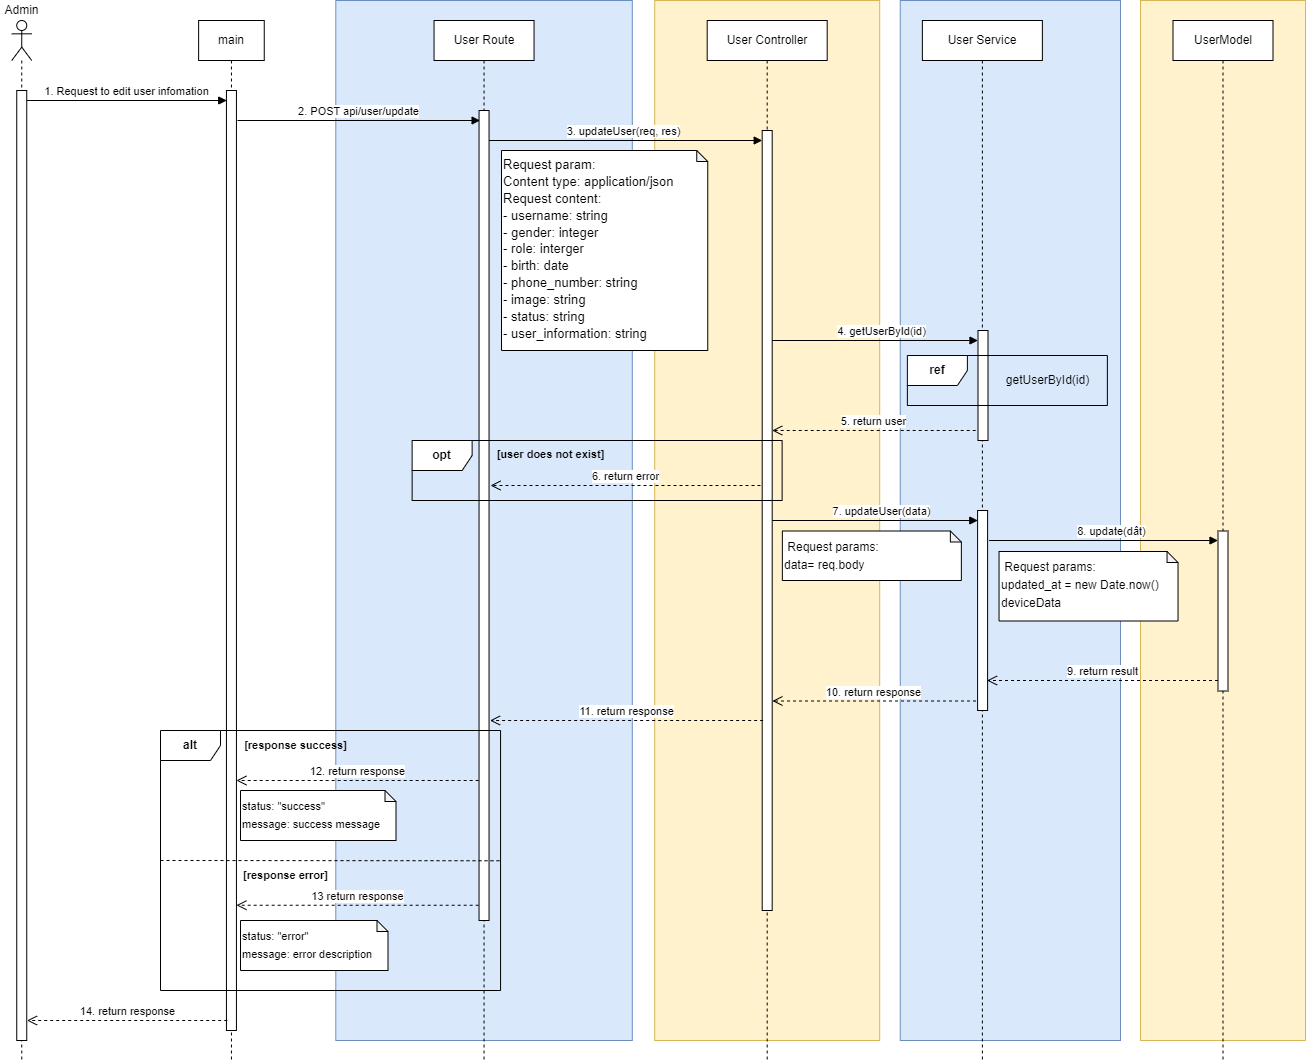 Admin
main
User Route
User Controller
User Service
UserModel
1. Request to edit user infomation
2. POST api/user/update
3. updateUser(req, res)
Request param:
Content type: application/json
Request content:
- username: string
- gender: integer
- role: interger
- birth: date
- phone_number: string
- image: string
- status: string
- user_information: string
4. getUserById(id)
ref
getUserById(id)
5. return user
opt
[user does not exist]
6. return error
7. updateUser(data)
Request params:
data= req.body
8. update(dât)
Request params:
updated_at = new Date.now()
deviceData
9. return result
10. return response
11. return response
alt
[response success]
12. return response
status: "success"
message: success message
[response error]
13 return response
status: "error"
message: error description
14. return response